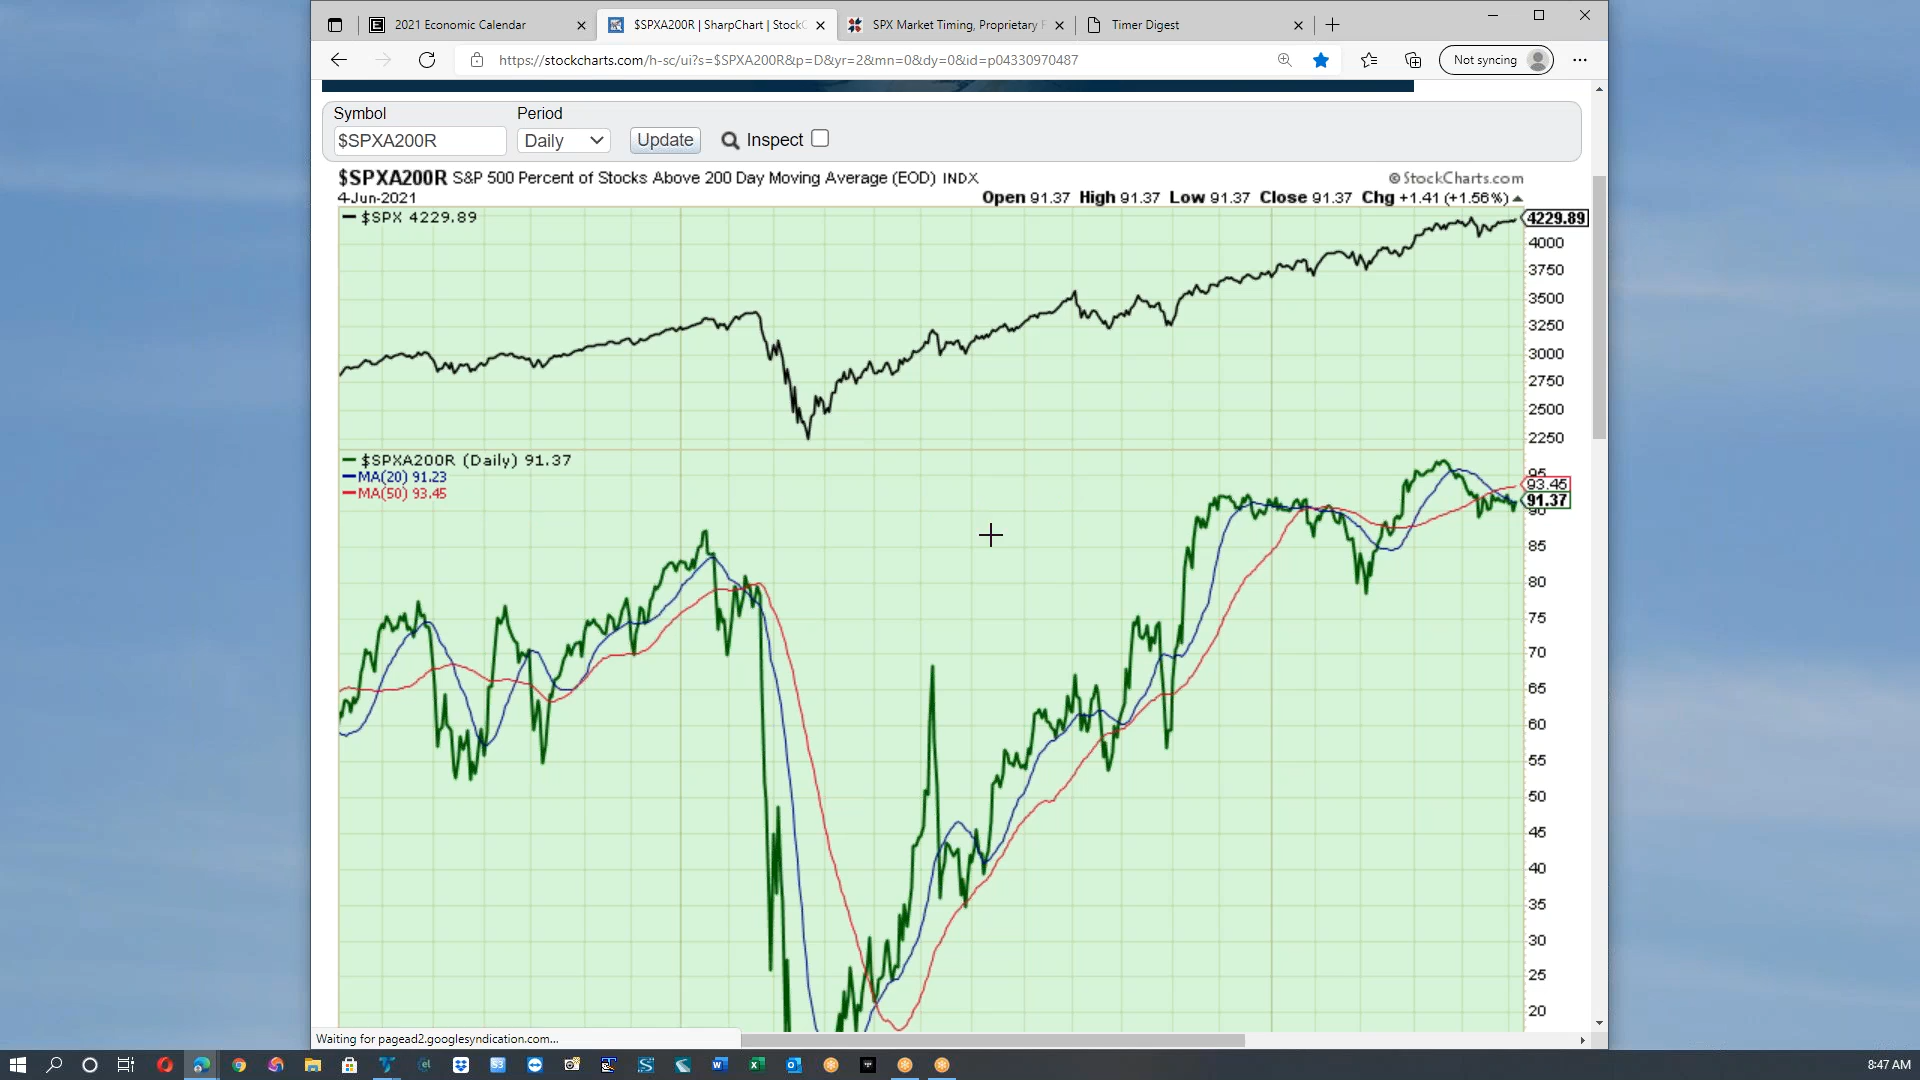 2021 Economic Calendar
$SPXA200R | SharpChart | StockC
SPX Market Timing, Proprietary F
Timer Digest
https://stockcharts.com/h-sc/ui?s=$SPXA200R&p=D&yr=2&mn=0&dy=0&id=p04330970487
Not syncing
Symbol
Period
$SPXA200R
Daily
Update
Inspect
$SPXA200R S&P 500 Percent of Stocks Above 200 Day Moving Average (EOD) INDX
© StockCharts.com
4-Jun-2021
Open 91.37 High 91.37 Low 91.37 Close 91.37 Chg +1.41 (+1.56%)
$SPX 4229.89
4229.89
4000
3750
3500
3250
3000
2750
2500
2250
$SPXA200R (Daily) 91.37
MA(20) 91.23
MA(50) 93.45
95
93.45
91.37
90
85
80
75
70
65
60
55
50
45
40
35
30
25
20
Waiting for pagead2.googlesyndication.com...
8:47 AM